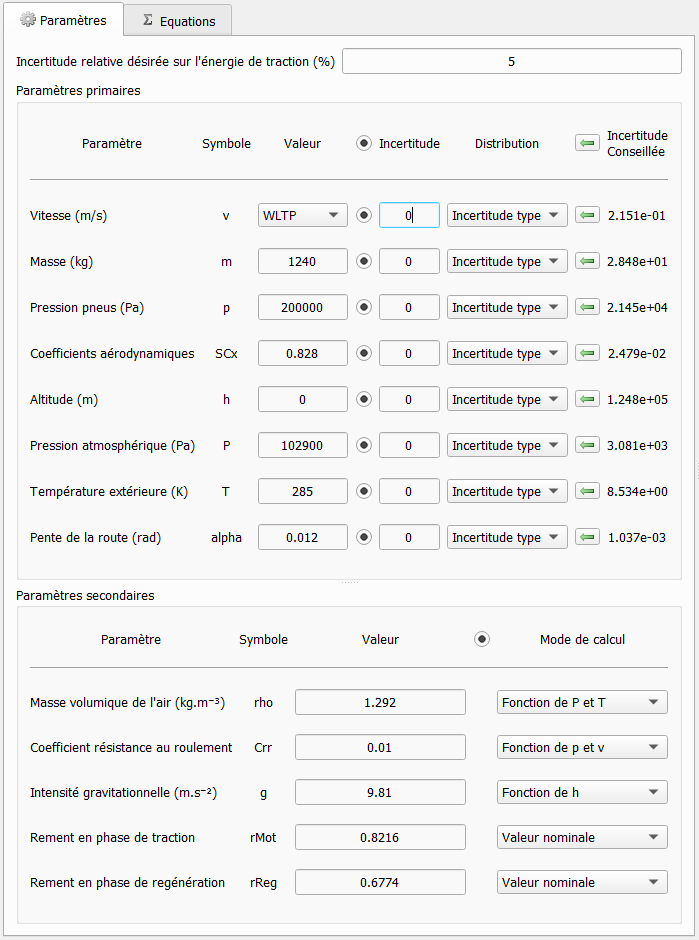 Paramètres
Σ Equations
Incertitude relative désirée sur l'énergie de traction (%) 5
Paramètres primaires
Paramètre Symbole Valeur Incertitude Distribution Incertitude Conseillée
Vitesse (m/s) v WLTP 0 Incertitude type 2.151e-01
Masse (kg) m 1240 0 Incertitude type 2.848e+01
Pression pneus (Pa) p 200000 0 Incertitude type 2.145e+04
Coefficients aérodynamiques SCx 0.828 0 Incertitude type 2.479e-02
Altitude (m) h 0 0 Incertitude type 1.248e+05
Pression atmosphérique (Pa) P 102900 0 Incertitude type 3.081e+03
Température extérieure (K) T 285 0 Incertitude type 8.534e+00
Pente de la route (rad) alpha 0.012 0 Incertitude type 1.037e-03
Paramètres secondaires
Paramètre Symbole Valeur Mode de calcul
Masse volumique de l'air (kg.m⁻³) rho 1.292 Fonction de P et T
Coefficient résistance au roulement Crr 0.01 Fonction de p et v
Intensité gravitationnelle (m.s⁻²) g 9.81 Fonction de h
Rement en phase de traction rMot 0.8216 Valeur nominale
Rement en phase de regénération rReg 0.6774 Valeur nominale